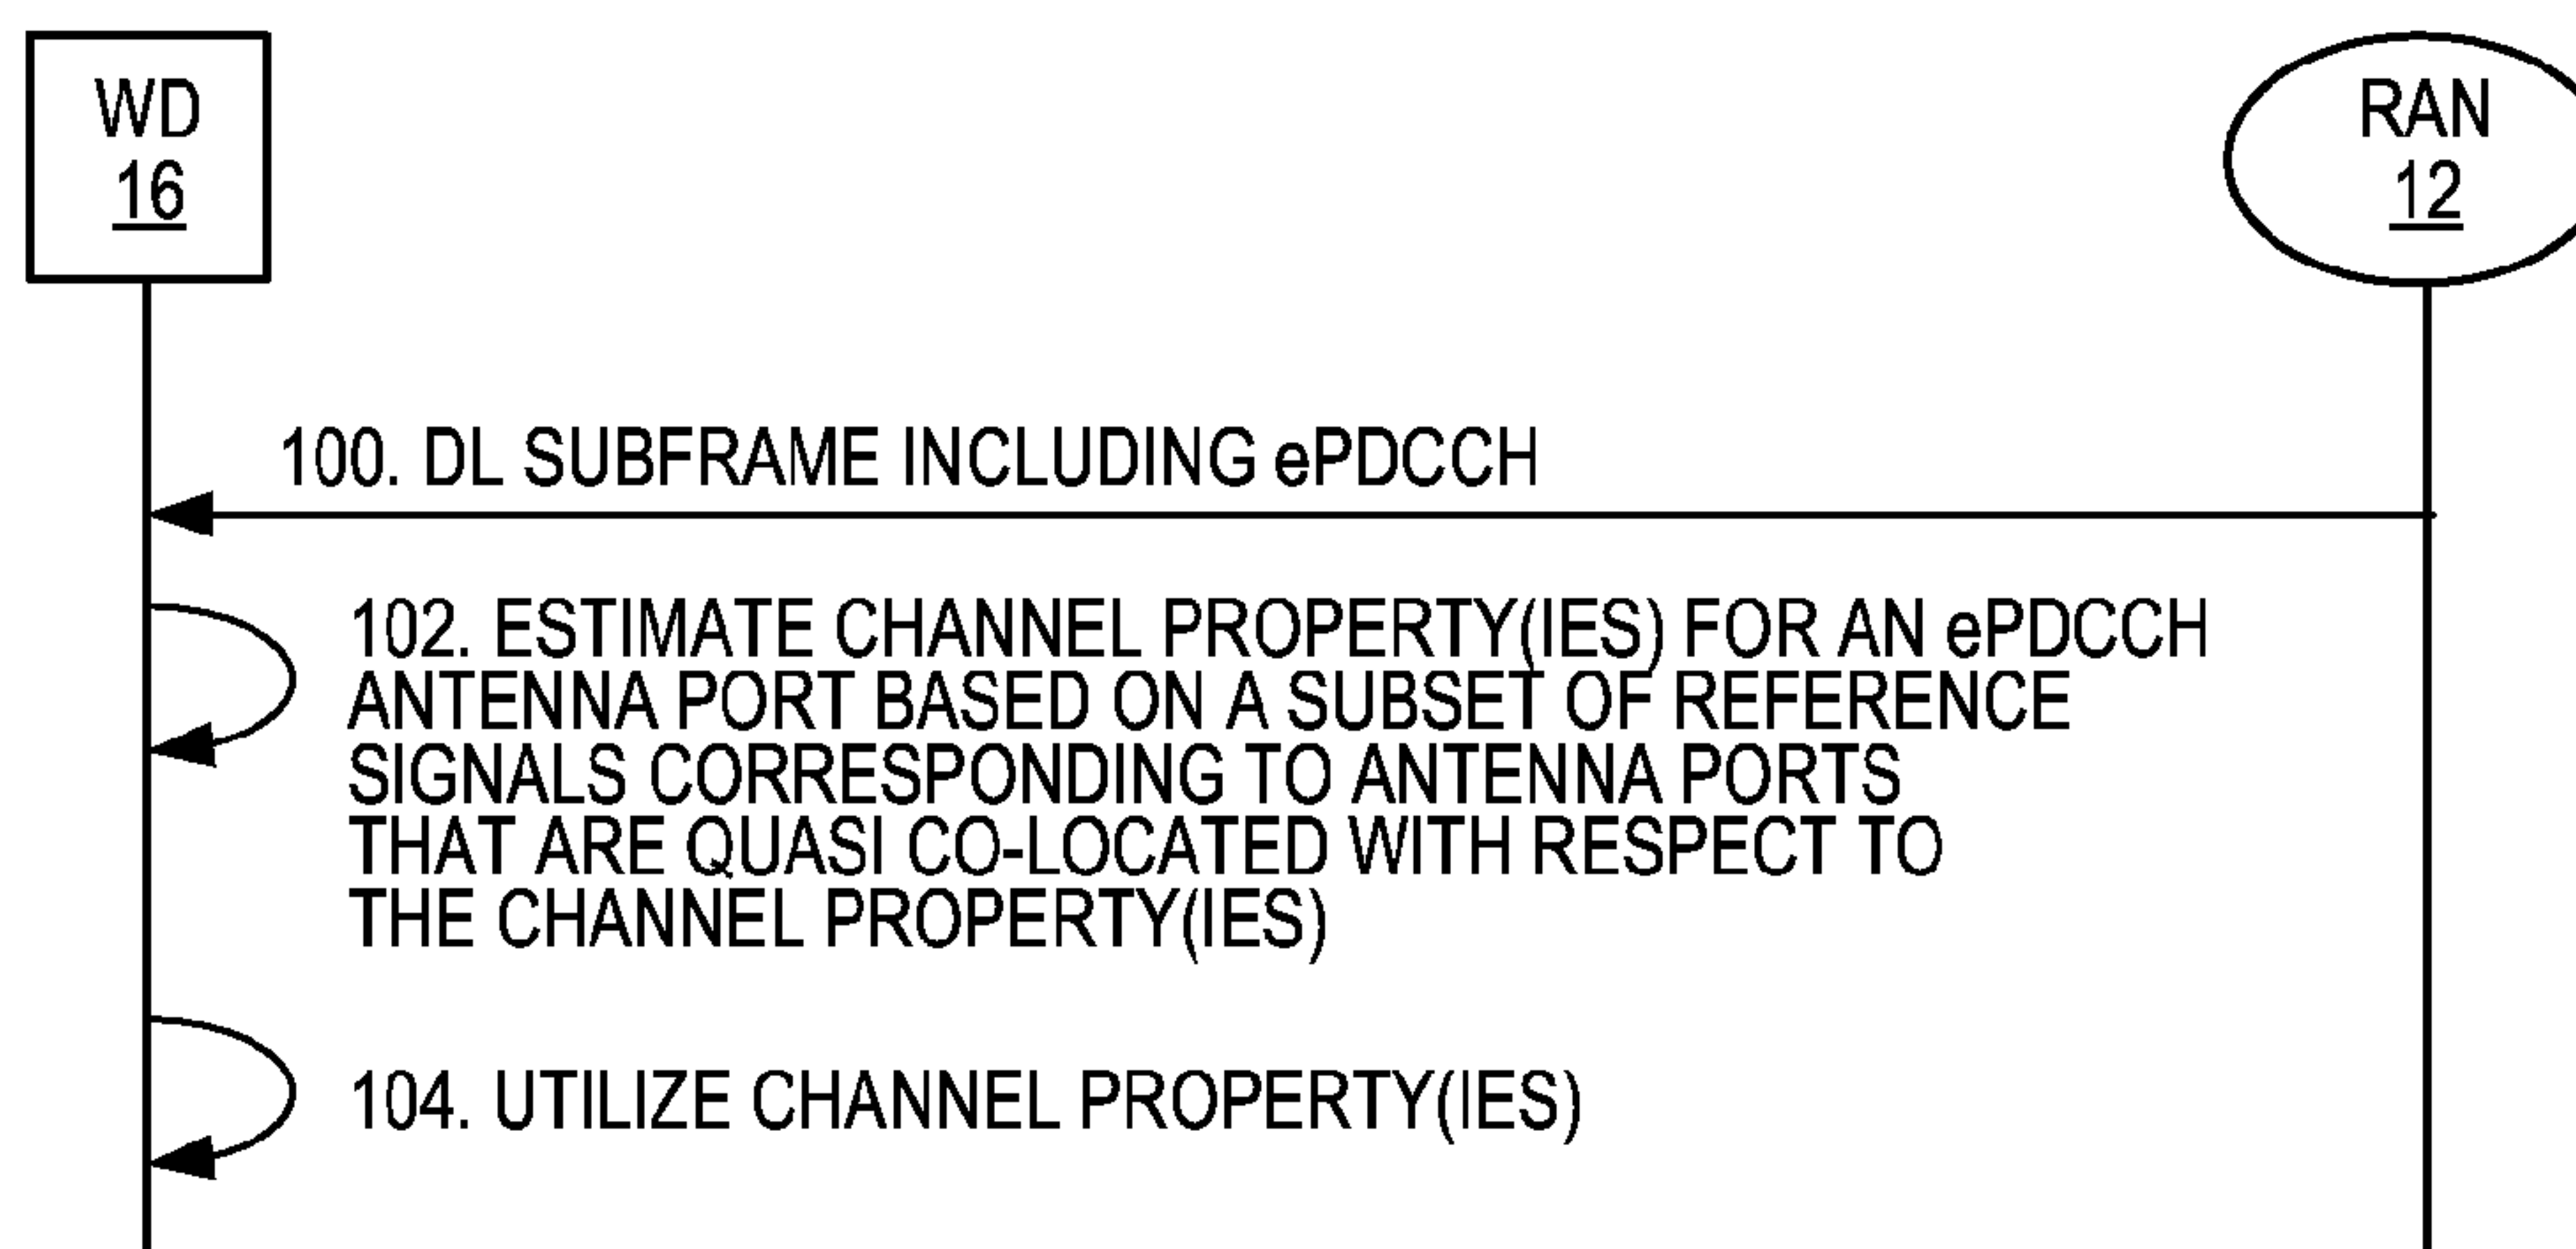 WD
16
RAN
12
100. DL SUBFRAME INCLUDING ePDCCH
102. ESTIMATE CHANNEL PROPERTY(IES) FOR AN ePDCCH
ANTENNA PORT BASED ON A SUBSET OF REFERENCE
SIGNALS CORRESPONDING TO ANTENNA PORTS
THAT ARE QUASI CO-LOCATED WITH RESPECT TO
THE CHANNEL PROPERTY(IES)
104. UTILIZE CHANNEL PROPERTY(IES)